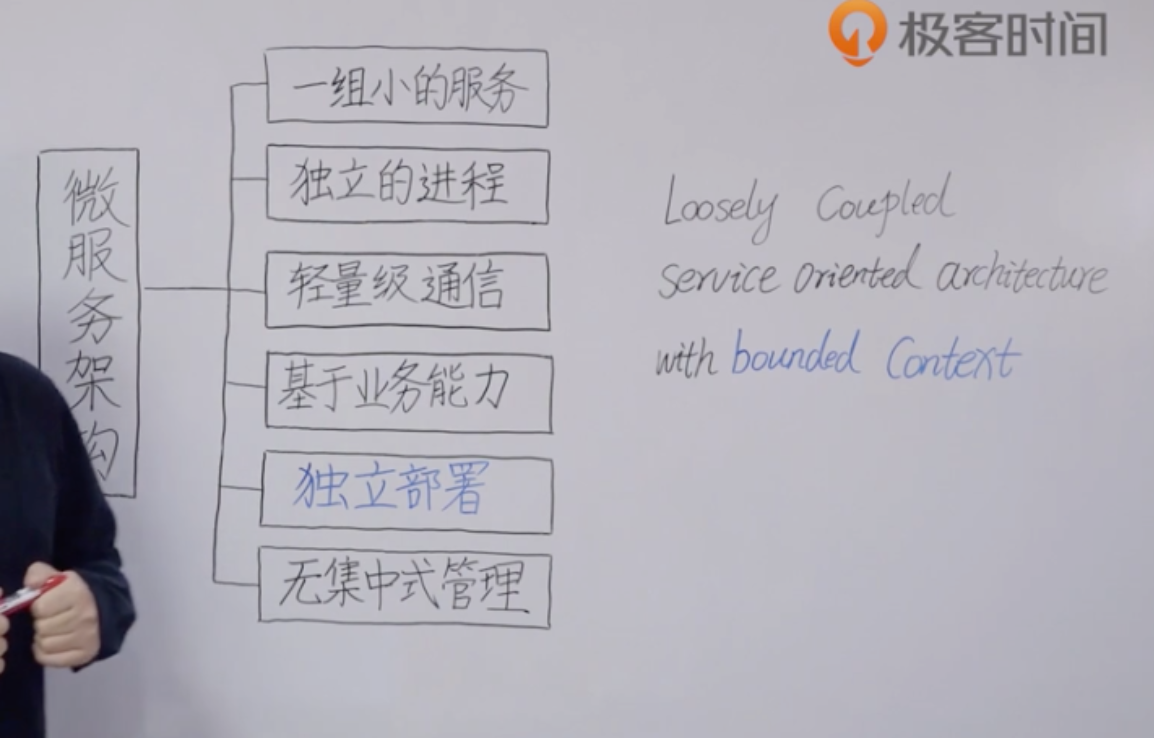 极客时间
微服务架构
一组小的服务
独立的进程
轻量级通信
基于业务能力
独立部署
无集中式管理
Loosely Coupled
service oriented architecture
with bounded Context